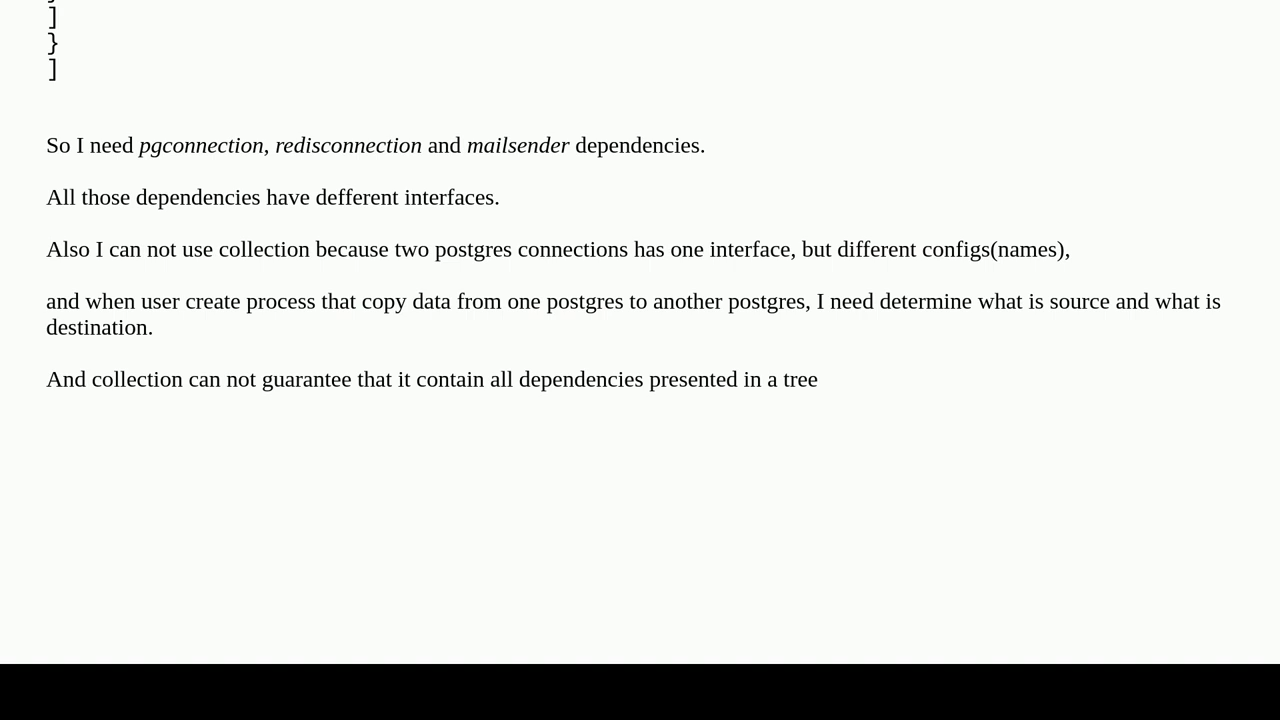 ]
}
]
So I need pgconnection, redisconnection and mailsender dependencies.
All those dependencies have defferent interfaces.
Also I can not use collection because two postgres connections has one interface, but different configs(names),
and when user create process that copy data from one postgres to another postgres, I need determine what is source and what is
destination.
And collection can not guarantee that it contain all dependencies presented in a tree